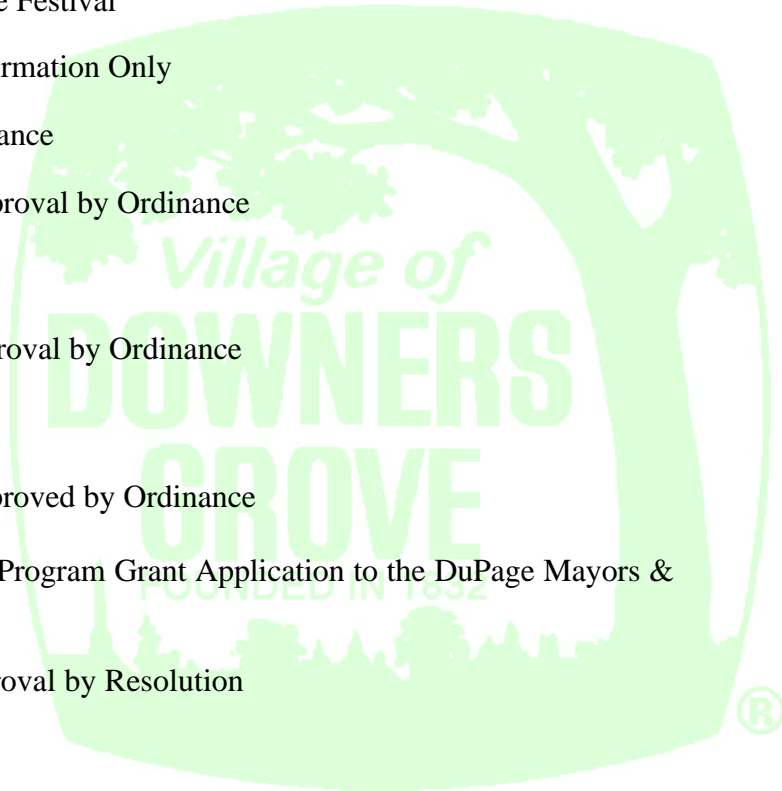 Festival
rmation Only
ance
proval by Ordinance
Village of
DOWNERS
roval by Ordinance
GROVE
proved by Ordinance
Program Grant Application to the DuPage Mayors &
FOUNDED IN 1832
roval by Resolution
®